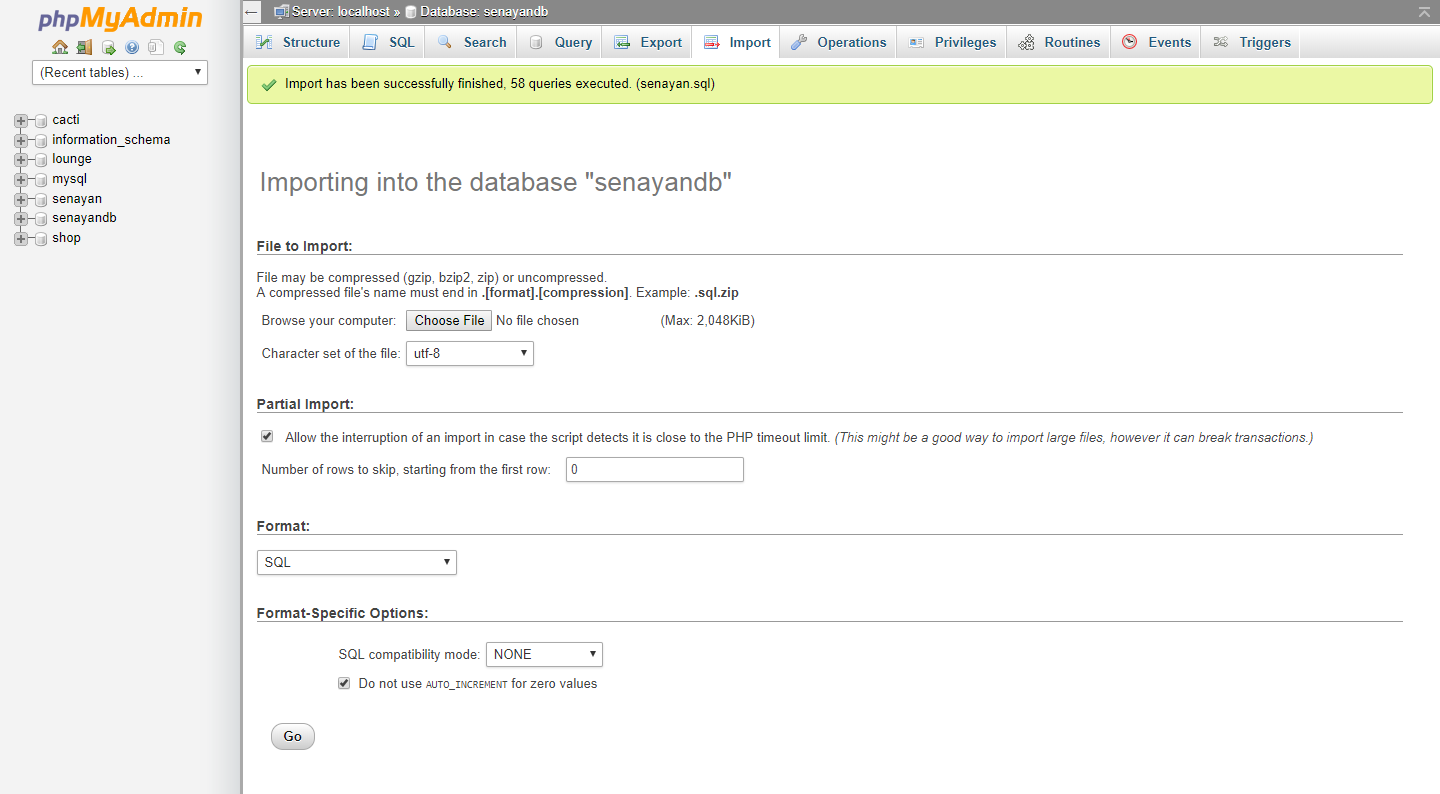 phpMyAdmin
(Recent tables) ...
cacti
information_schema
lounge
mysql
senayan
senayandb
shop
Server: localhost » Database: senayandb
Structure SQL Search Query Export Import Operations Privileges Routines Events Triggers
Import has been successfully finished, 58 queries executed. (senayan.sql)
Importing into the database "senayandb"
File to Import:
File may be compressed (gzip, bzip2, zip) or uncompressed.
A compressed file's name must end in .[format].[compression]. Example: .sql.zip
Browse your computer: Choose File No file chosen (Max: 2,048KiB)
Character set of the file: utf-8
Partial Import:
Allow the interruption of an import in case the script detects it is close to the PHP timeout limit. (This might be a good way to import large files, however it can break transactions.)
Number of rows to skip, starting from the first row: 0
Format:
SQL
Format-Specific Options:
SQL compatibility mode: NONE
Do not use AUTO_INCREMENT for zero values
Go